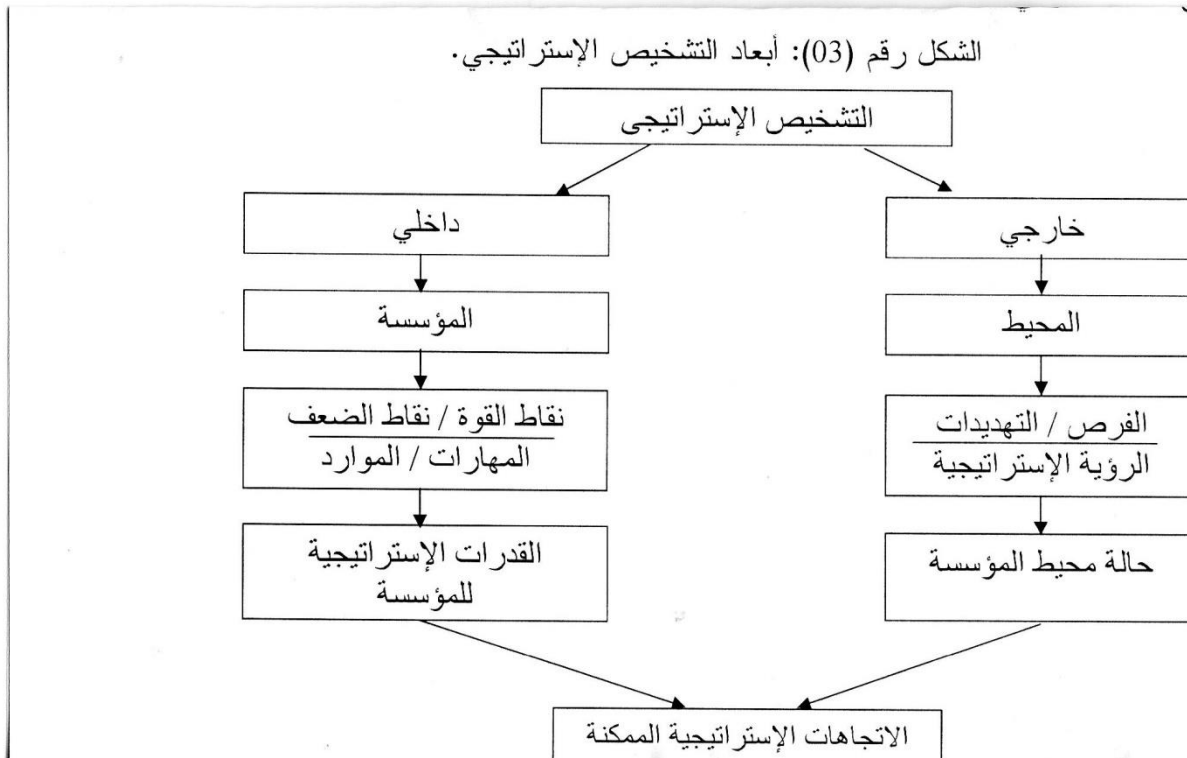 الشكل رقم (03): أبعاد التشخيص الإستراتيجي.
التشخيص الإستراتيجى
خارجي
داخلي
المحيط
المؤسسة
الفرص / التهديدات
الرؤية الإستراتيجية
نقاط القوة / نقاط الضعف
المهارات / الموارد
حالة محيط المؤسسة
القدرات الإستراتيجية
للمؤسسة
الاتجاهات الإستراتيجية الممكنة